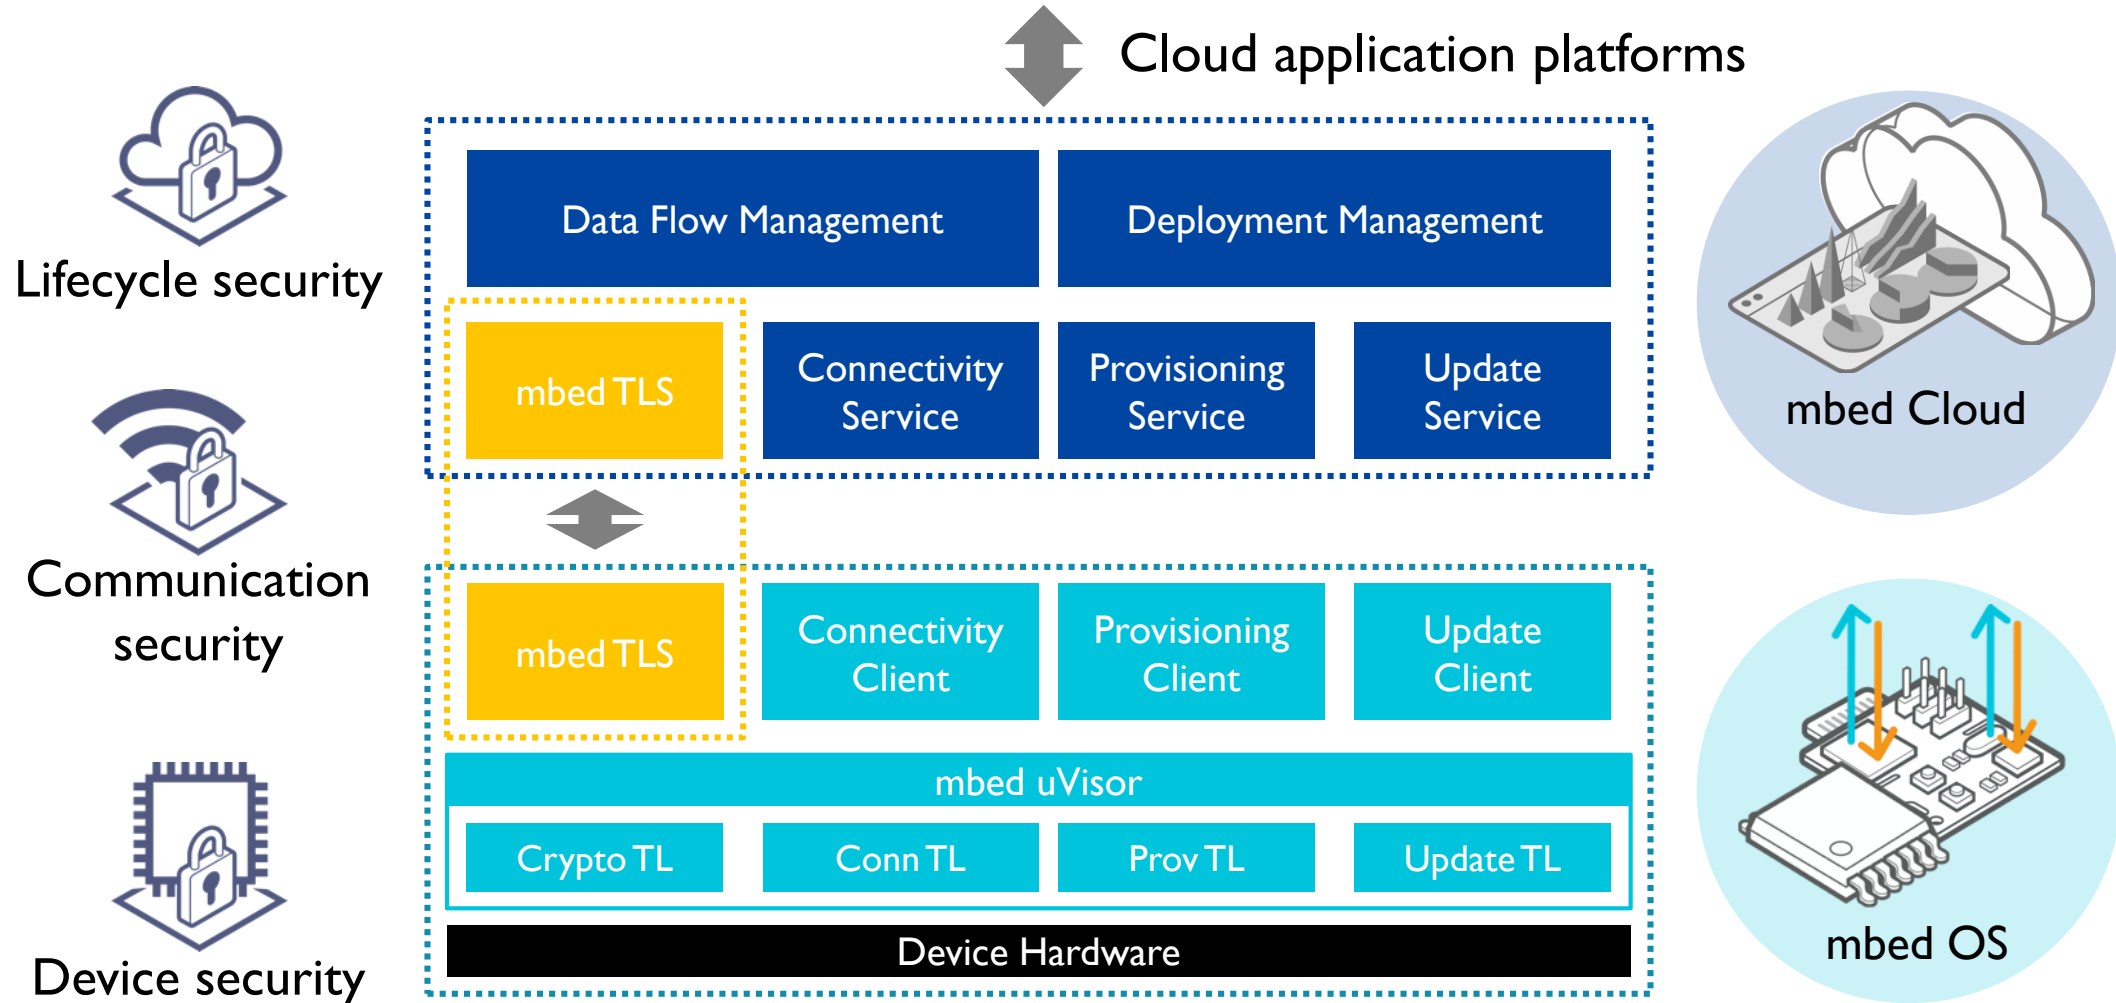 Cloud application platforms
Lifecycle security
Data Flow Management
Deployment Management
mbed TLS
Connectivity
Service
Provisioning
Service
Update
Service
mbed Cloud
Communication
security
mbed TLS
Connectivity
Client
Provisioning
Client
Update
Client
mbed uVisor
Crypto TL
Conn TL
Prov TL
Update TL
Device Hardware
Device security
mbed OS